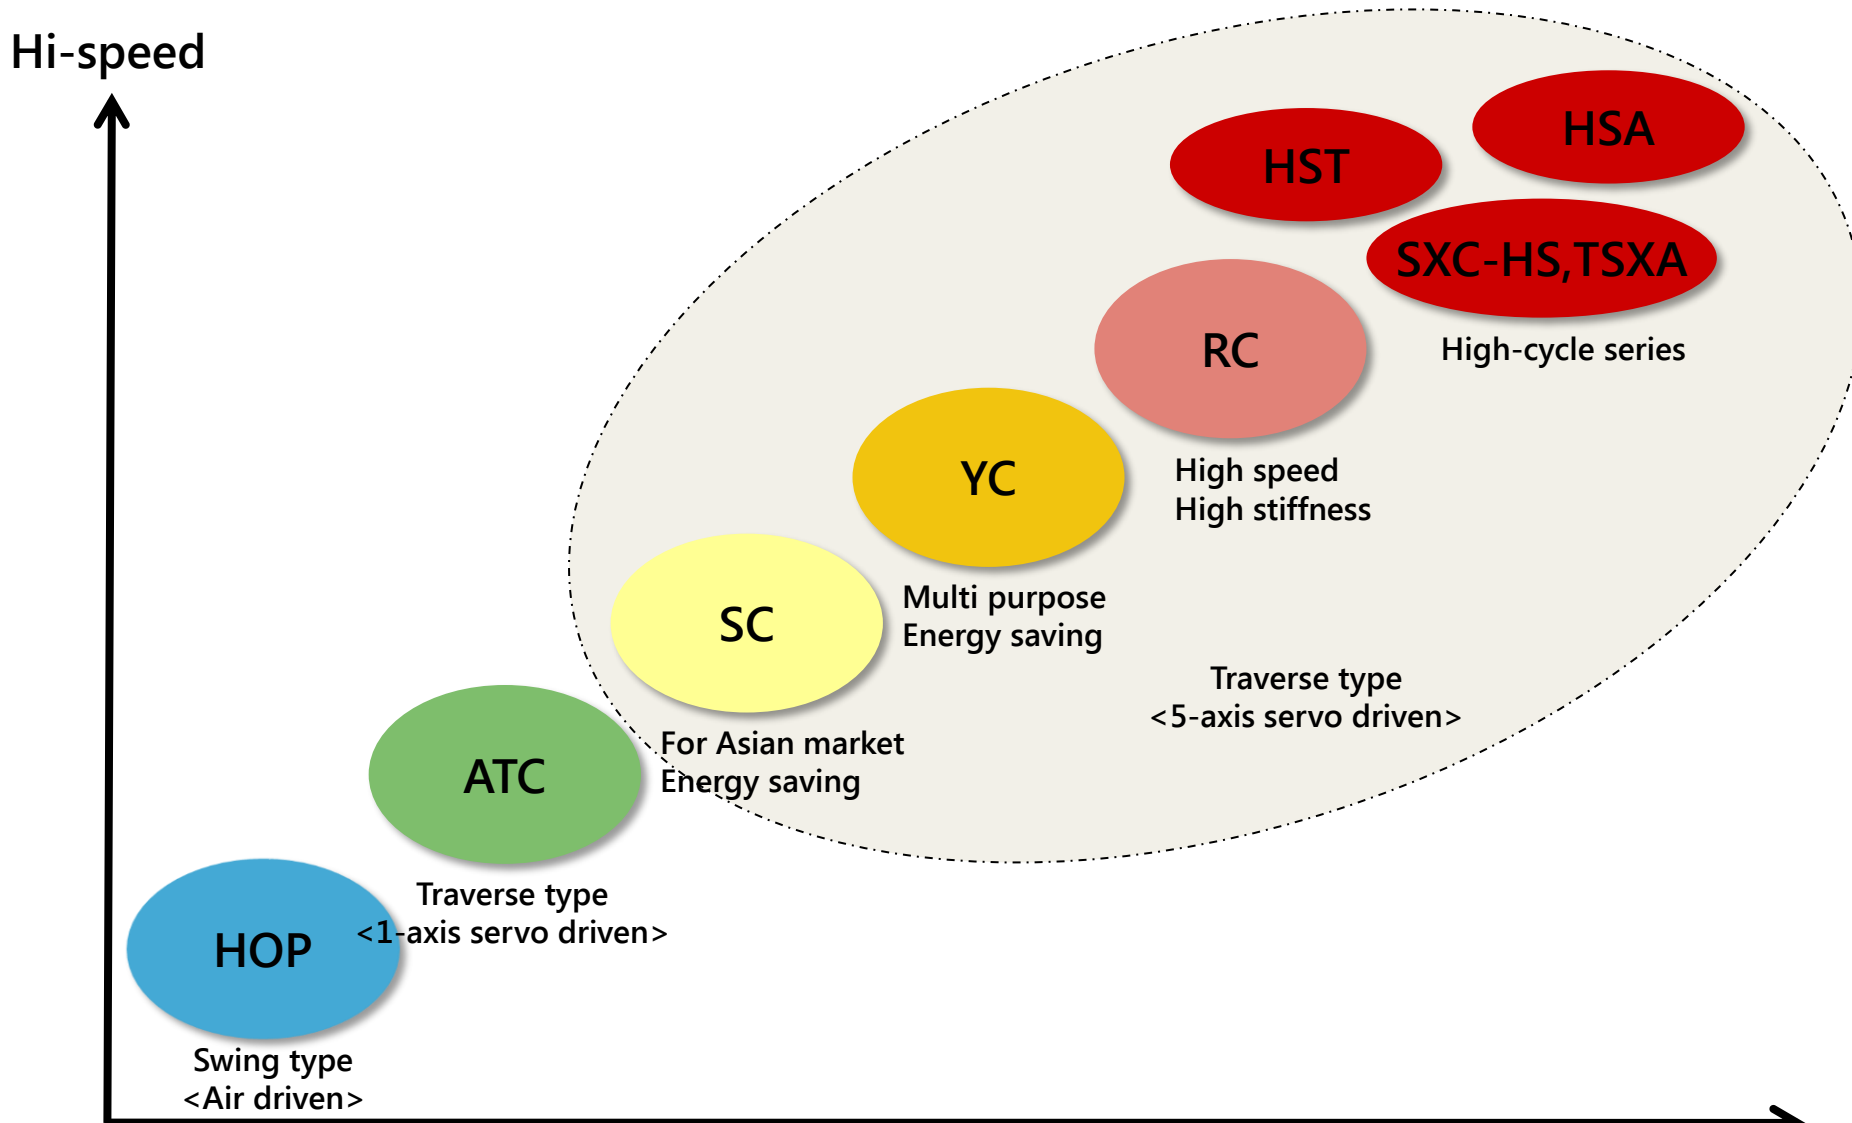 Hi-speed
HSA
HST
SXC-HS,TSXA
High-cycle series
RC
High speed
High stiffness
YC
Multi purpose
Energy saving
SC
For Asian market
Energy saving
Traverse type
<5-axis servo driven>
ATC
Traverse type
<1-axis servo driven>
HOP
Swing type
<Air driven>